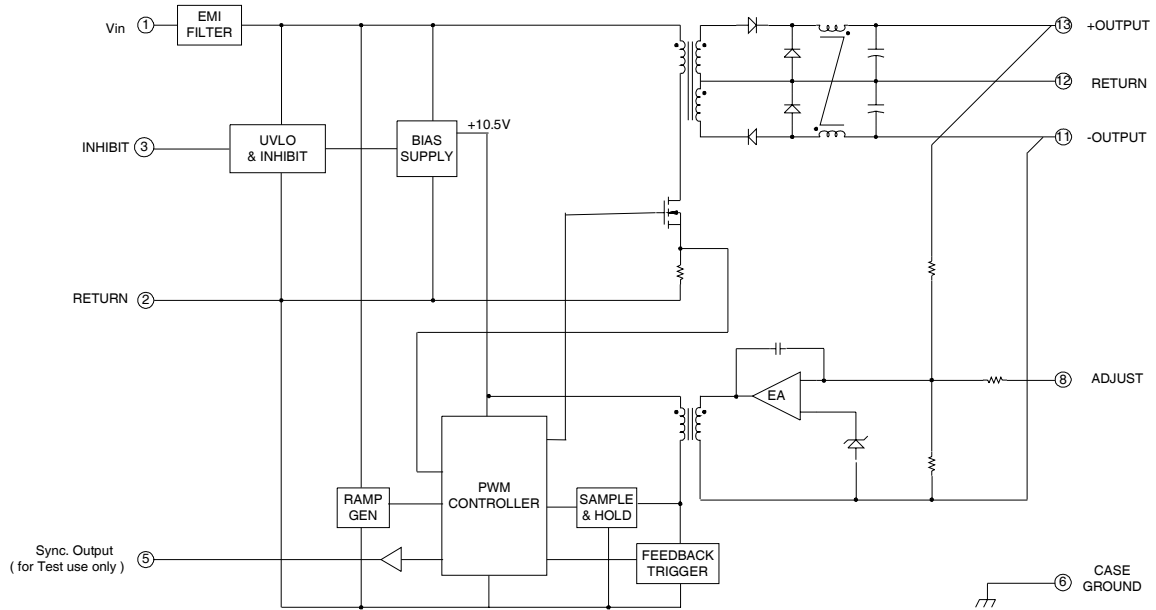 Vin
1
EMI
FILTER
13
+OUTPUT
12
RETURN
+10.5V
INHIBIT
3
UVLO
& INHIBIT
BIAS
SUPPLY
11
-OUTPUT
RETURN
2
8
ADJUST
EA
PWM
CONTROLLER
RAMP
GEN
SAMPLE
& HOLD
Sync. Output
( for Test use only )
5
FEEDBACK
TRIGGER
6
CASE
GROUND